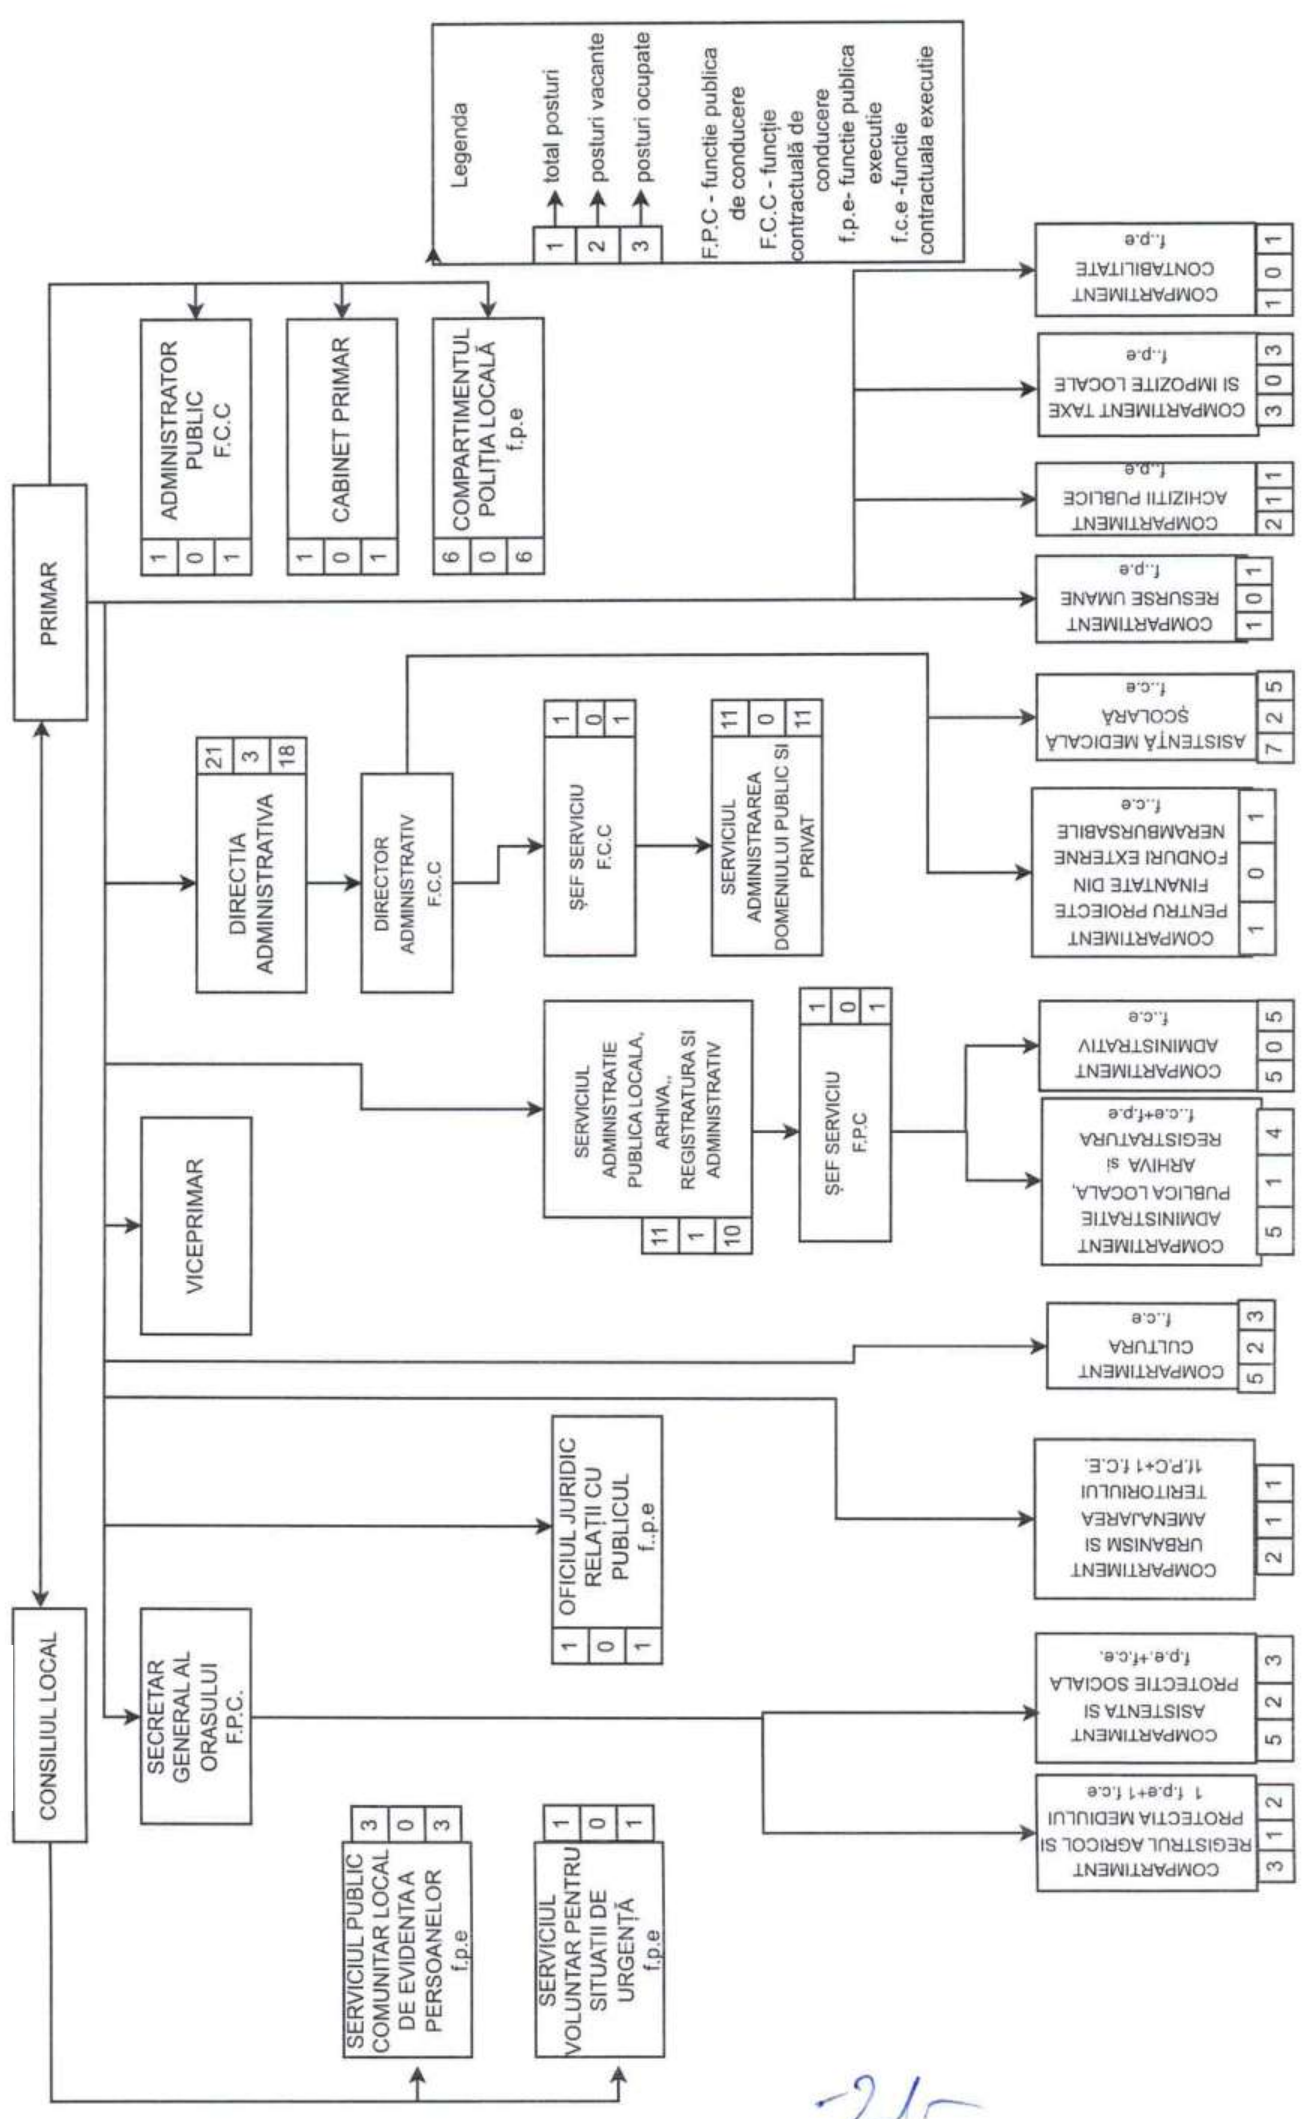 CONSILIUL LOCAL
PRIMAR
SECRETAR
GENERAL AL
ORASULUI
F.P.C.
VICEPRIMAR
1
0
1
ADMINISTRATOR
PUBLIC
F.C.C
1
0
1
CABINET PRIMAR
6
0
6
COMPARTIMENTUL
POLIȚIA LOCALĂ
f.p.e
DIRECTIA
ADMINISTRATIVA
21
3
18
DIRECTOR
ADMINISTRATIV
F.C.C
ȘEF SERVICIU
F.C.C
1
0
1
SERVICIUL
ADMINISTRAREA
DOMENIULUI PUBLIC SI
PRIVAT
11
0
11
SERVICIUL PUBLIC
COMUNITAR LOCAL
DE EVIDENTA A
PERSOANELOR
f.p.e
3
0
3
SERVICIUL
VOLUNTAR PENTRU
SITUATII DE
URGENȚĂ
f.p.e
1
0
1
1
0
1
OFICIUL JURIDIC
RELAȚII CU
PUBLICUL
f..p.e
SERVICIUL
ADMINISTRATIE
PUBLICA LOCALA,
ARHIVA,,
REGISTRATURA SI
ADMINISTRATIV
11
1
10
ȘEF SERVICIU
F.P.C
1
0
1
Legenda
1 total posturi
2 posturi vacante
3 posturi ocupate
F.P.C - functie publica
de conducere
F.C.C - funcție
contractuală de
conducere
f.p.e- functie publica
executie
f.c.e -functie
contractuala executie
COMPARTIMENT
REGISTRUL AGRICOL SI
PROTECTIA MEDIULUI
1 f.p.e+1 f.c.e
3 1 2
COMPARTIMENT
ASISTENTA SI
PROTECTIE SOCIALA
f.p.e.+f.c.e.
5 2 3
COMPARTIMENT
URBANISM SI
AMENAJAREA
TERITORIULUI
1f.P.C+1 f.C.E.
2 1 1
COMPARTIMENT
CULTURA
f..c.e
5 2 3
COMPARTIMENT
ADMINISTRATIE
PUBLICA LOCALA,
ARHIVA si
REGISTRATURA
f..c.e+f.p.e
5 1 4
COMPARTIMENT
ADMINISTRATIV
f..c.e
5 0 5
COMPARTIMENT
PENTRU PROIECTE
FINANTATE DIN
FONDURI EXTERNE
NERAMBURSABILE
f..c.e
1 0 1
ASISTENȚĂ MEDICALĂ
ȘCOLARĂ
f..c.e
7 2 5
COMPARTIMENT
RESURSE UMANE
f..p.e
1 0 1
COMPARTIMENT
ACHIZITII PUBLICE
f..p.e
2 1 1
COMPARTIMENT TAXE
SI IMPOZITE LOCALE
f..p.e
3 0 3
COMPARTIMENT
CONTABILITATE
f..p.e
1 0 1